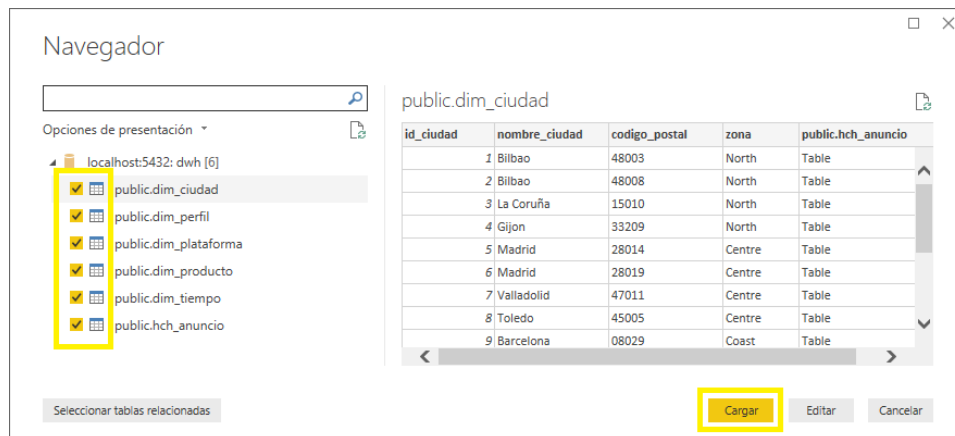 Navegador
Opciones de presentación
localhost:5432: dwh [6]
public.dim_ciudad
public.dim_perfil
public.dim_plataforma
public.dim_producto
public.dim_tiempo
public.hch_anuncio
Seleccionar tablas relacionadas
public.dim_ciudad
id_ciudad nombre_ciudad codigo_postal zona public.hch_anuncio
1 Bilbao 48003 North Table
2 Bilbao 48008 North Table
3 La Coruña 15010 North Table
4 Gijon 33209 North Table
5 Madrid 28014 Centre Table
6 Madrid 28019 Centre Table
7 Valladolid 47011 Centre Table
8 Toledo 45005 Centre Table
9 Barcelona 08029 Coast Table
Cargar Editar Cancelar